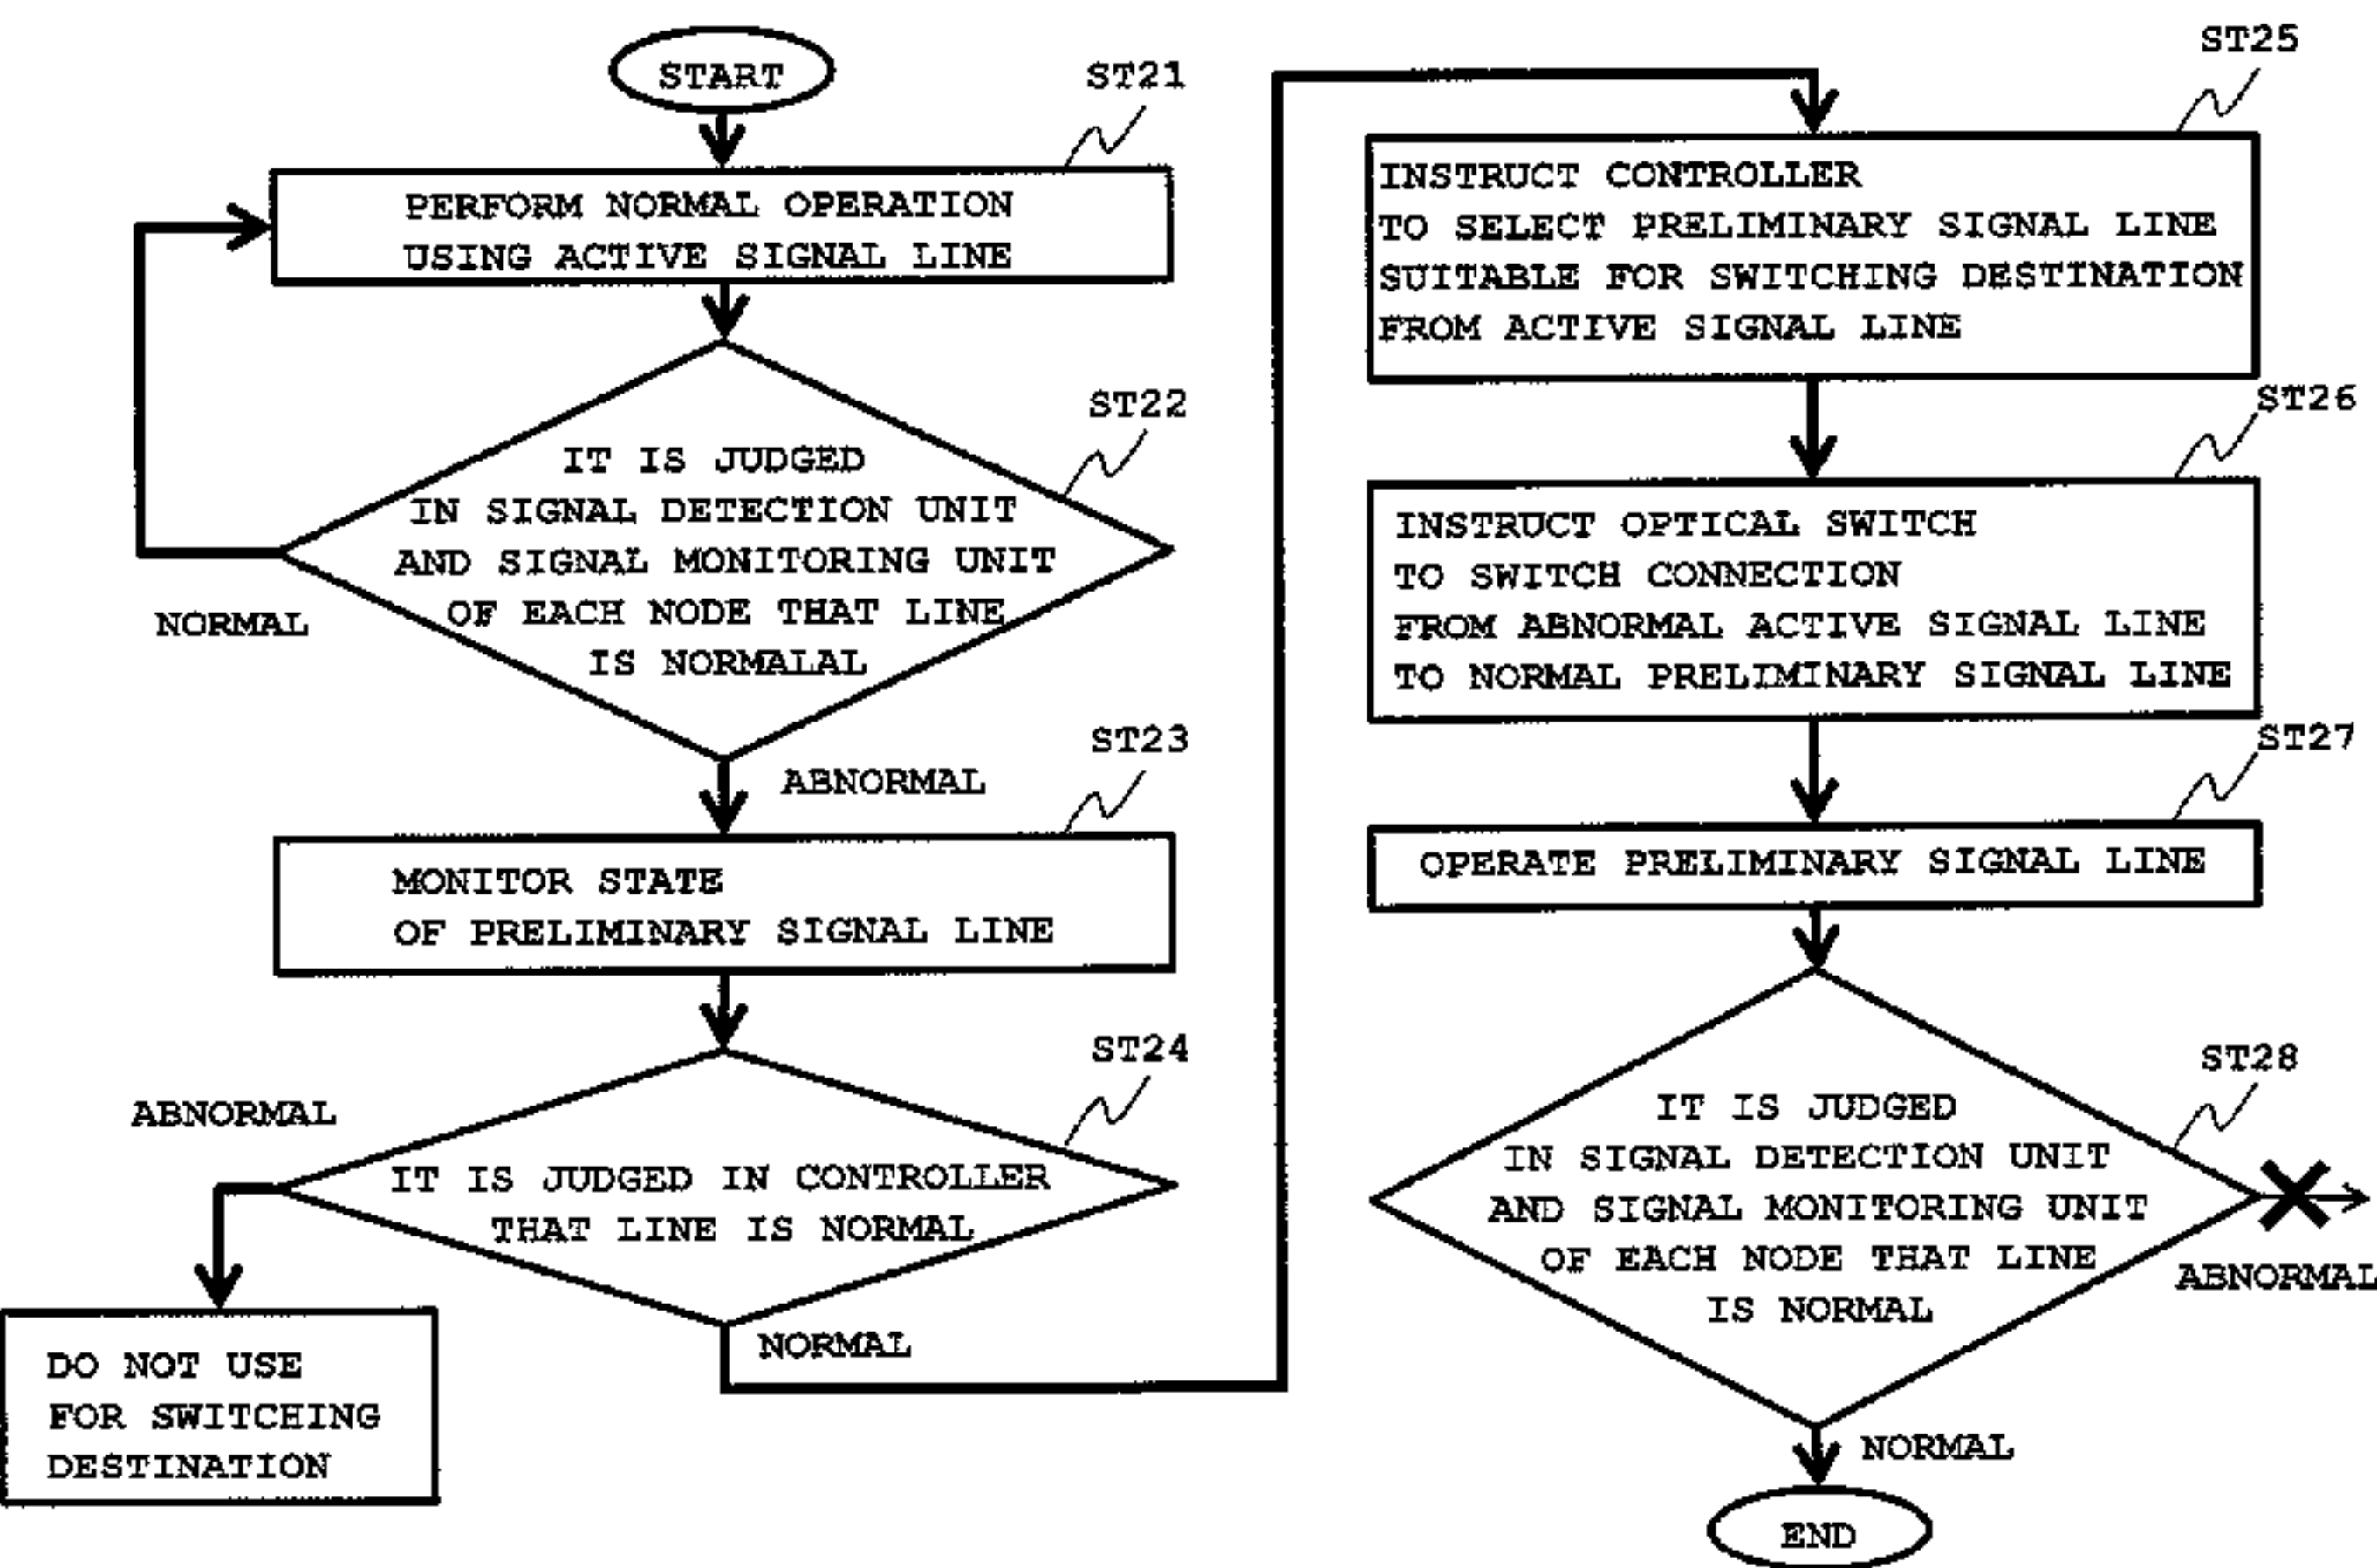 START
ST21
PERFORM NORMAL OPERATION
USING ACTIVE SIGNAL LINE
ST22
IT IS JUDGED
IN SIGNAL DETECTION UNIT
AND SIGNAL MONITORING UNIT
OF EACH NODE THAT LINE
IS NORMALAL
NORMAL
ABNORMAL
ST23
MONITOR STATE
OF PRELIMINARY SIGNAL LINE
ST24
ABNORMAL
IT IS JUDGED IN CONTROLLER
THAT LINE IS NORMAL
NORMAL
DO NOT USE
FOR SWITCHING
DESTINATION
ST25
INSTRUCT CONTROLLER
TO SELECT PRELIMINARY SIGNAL LINE
SUITABLE FOR SWITCHING DESTINATION
FROM ACTIVE SIGNAL LINE
ST26
INSTRUCT OPTICAL SWITCH
TO SWITCH CONNECTION
FROM ABNORMAL ACTIVE SIGNAL LINE
TO NORMAL PRELIMINARY SIGNAL LINE
ST27
OPERATE PRELIMINARY SIGNAL LINE
ST28
IT IS JUDGED
IN SIGNAL DETECTION UNIT
AND SIGNAL MONITORING UNIT
OF EACH NODE THAT LINE
IS NORMAL
ABNORMAL
NORMAL
END